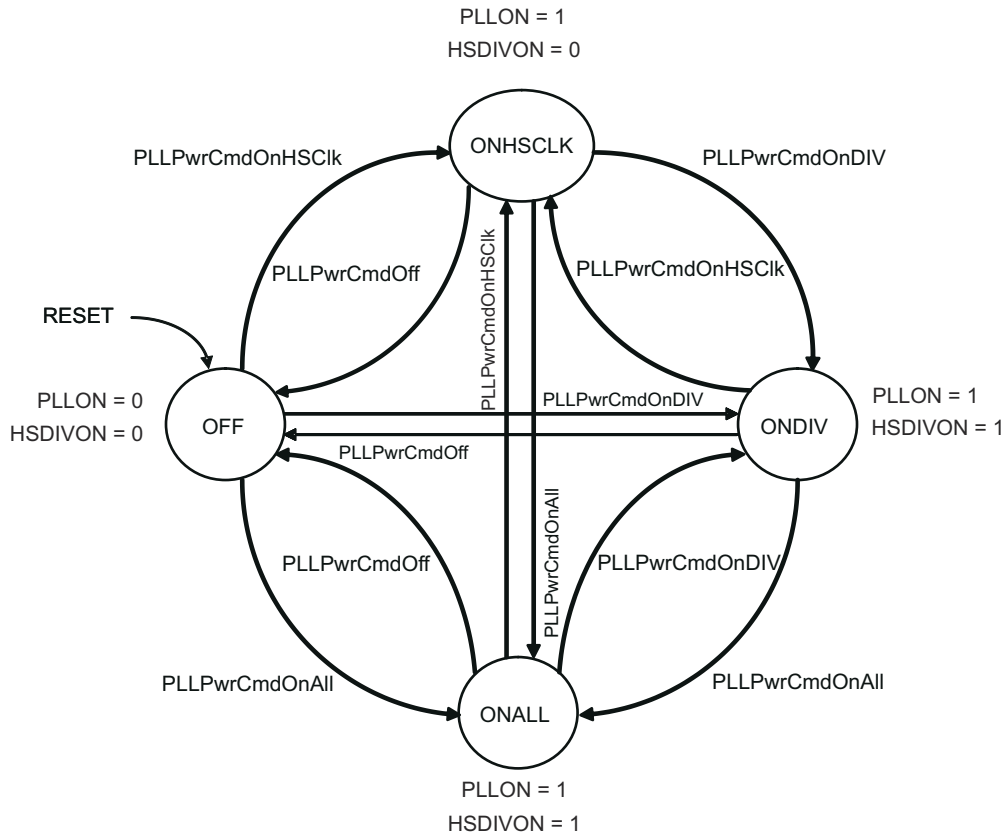 PLLON = 1
HSDIVON = 0
ONHSCLK
PLLPwrCmdOnHSClk
PLLPwrCmdOnDIV
PLLPwrCmdOff
PLLPwrCmdOnHSClk
PLLPwrCmdOnHSClk
RESET
PLLON = 0
HSDIVON = 0
OFF
PLLPwrCmdOnDIV
PLLPwrCmdOff
ONDIV
PLLON = 1
HSDIVON = 1
PLLPwrCmdOff
PLLPwrCmdOnAll
PLLPwrCmdOnDIV
PLLPwrCmdOnAll
PLLPwrCmdOnAll
ONALL
PLLON = 1
HSDIVON = 1